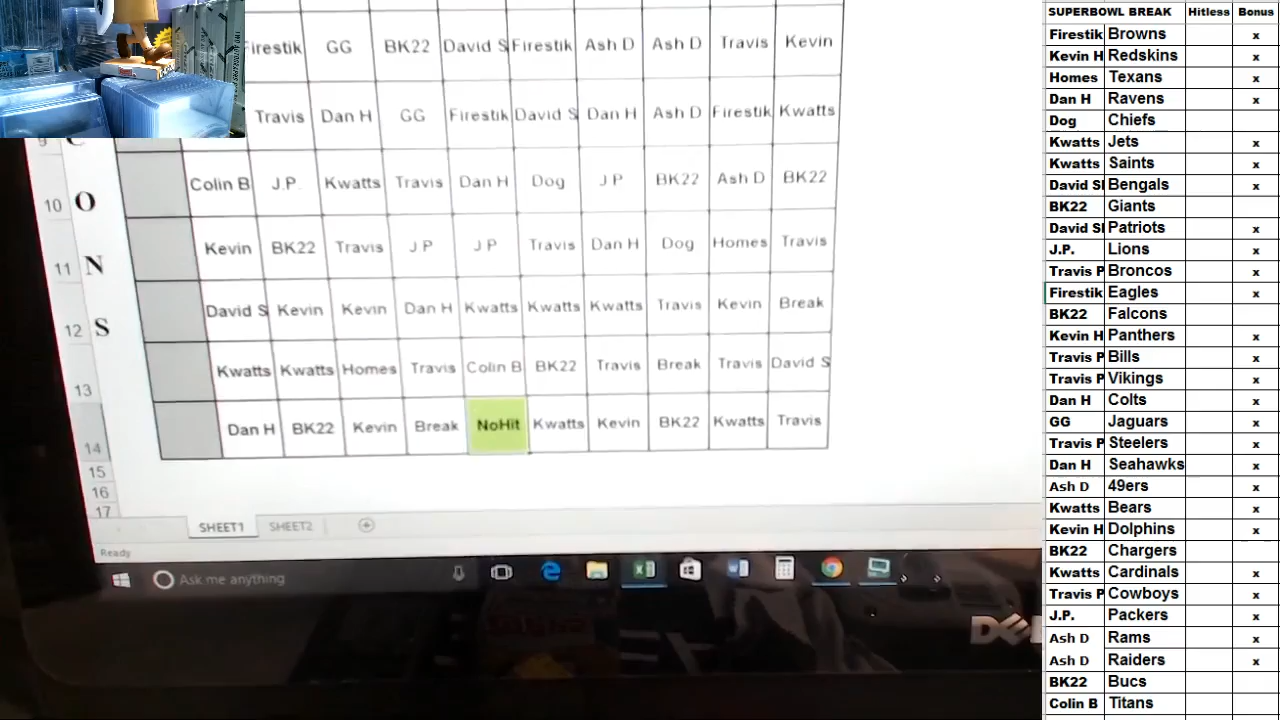 SUPERBOWL BREAK Hitless Bonus
Firestik Browns x
Kevin H Redskins x
Homes Texans x
Dan H Ravens x
Dog Chiefs
Kwatts Jets x
Kwatts Saints x
David Sl Bengals x
BK22 Giants
David Sl Patriots x
J.P. Lions x
Travis P Broncos x
Firestik Eagles x
BK22 Falcons
Kevin H Panthers x
Travis P Bills x
Travis P Vikings x
Dan H Colts x
GG Jaguars x
Travis P Steelers x
Dan H Seahawks x
Ash D 49ers x
Kwatts Bears x
Kevin H Dolphins x
BK22 Chargers
Kwatts Cardinals x
Travis P Cowboys x
J.P. Packers x
Ash D Rams x
Ash D Raiders x
BK22 Bucs
Colin B Titans
Firestik GG BK22 David S Firestik Ash D Ash D Travis Kevin
9 C Travis Dan H GG Firestik David S Dan H Ash D Firestik Kwatts
10 O Colin B J.P. Kwatts Travis Dan H Dog J P BK22 Ash D BK22
11 N Kevin BK22 Travis J P J P Travis Dan H Dog Homes Travis
12 S David S Kevin Kevin Dan H Kwatts Kwatts Kwatts Travis Kevin Break
13 Kwatts Kwatts Homes Travis Colin B BK22 Travis Break Travis David S
14 Dan H BK22 Kevin Break NoHit Kwatts Kevin BK22 Kwatts Travis
15
16
17
SHEET1 SHEET2
Ready
Ask me anything
DELL